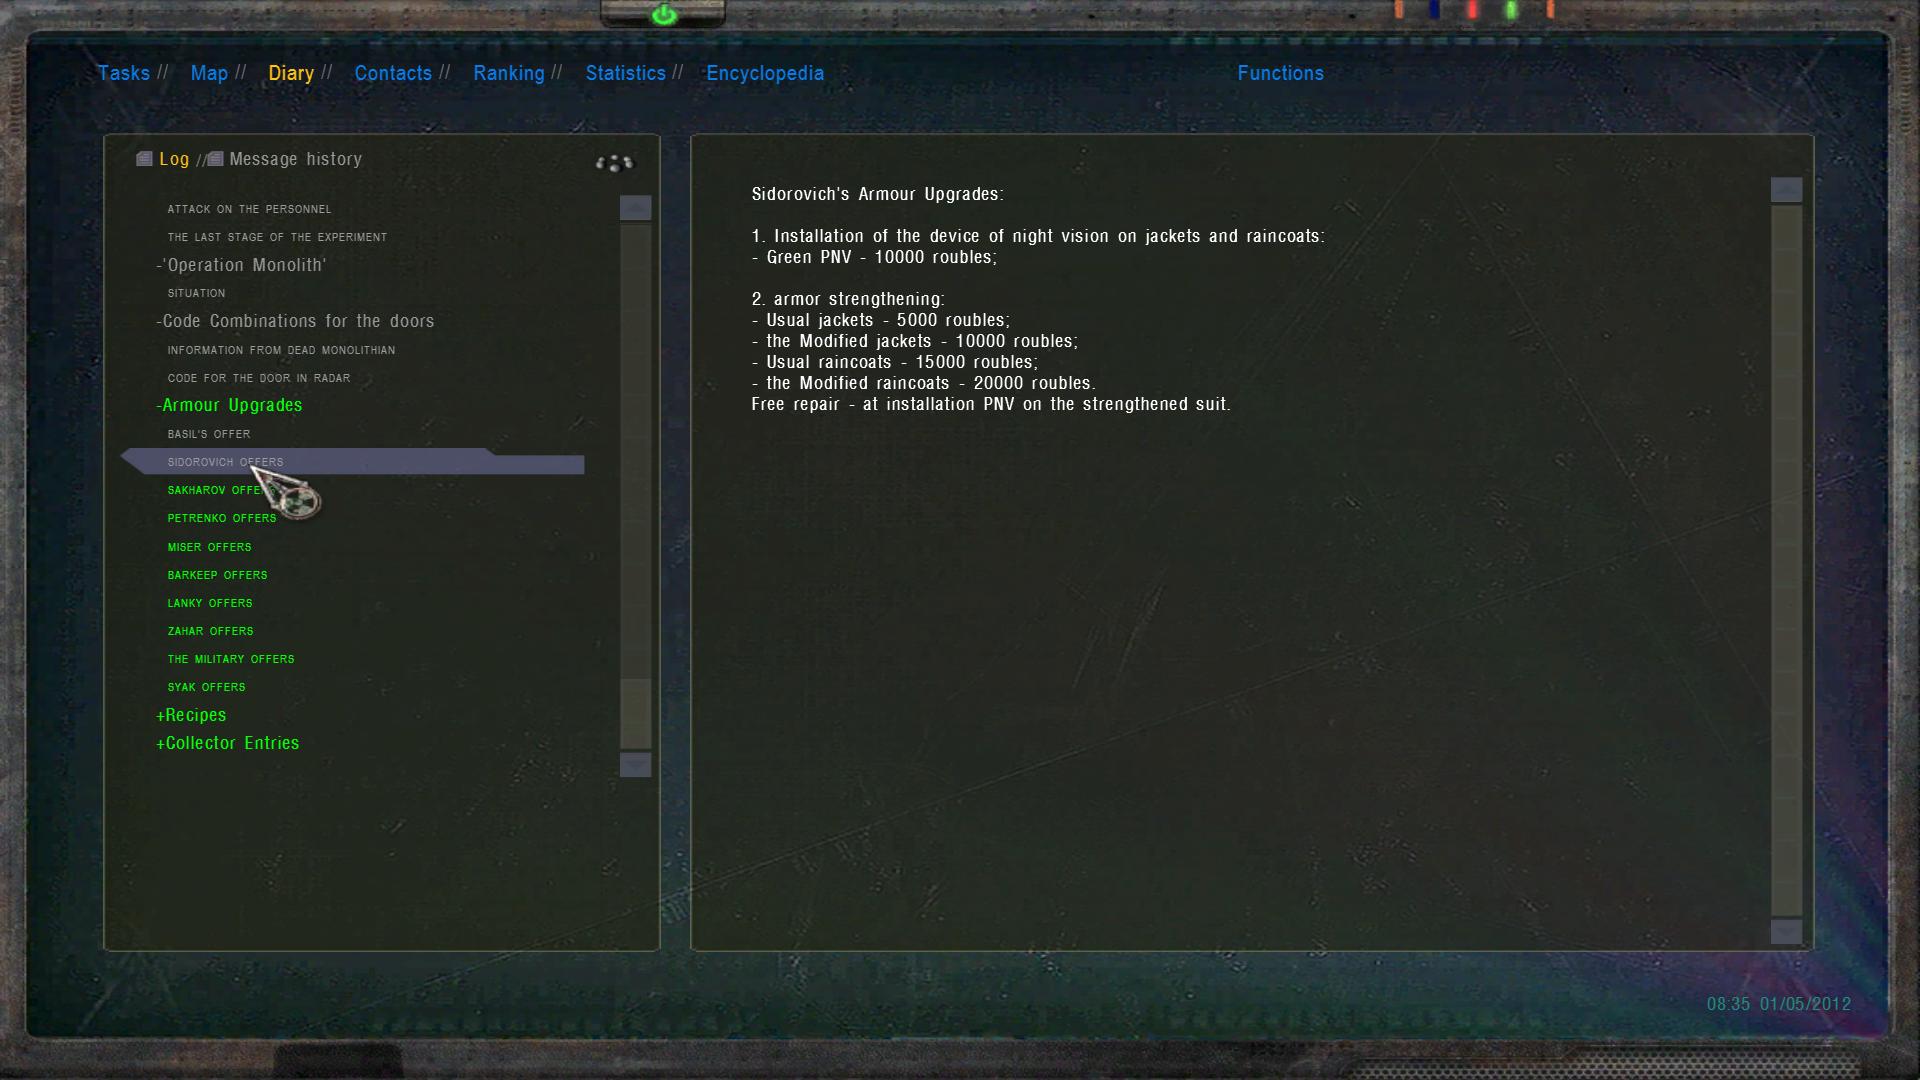 Tasks // Map // Diary // Contacts // Ranking // Statistics // Encyclopedia Functions
Log // Message history
ATTACK ON THE PERSONNEL
THE LAST STAGE OF THE EXPERIMENT
-'Operation Monolith'
SITUATION
-Code Combinations for the doors
INFORMATION FROM DEAD MONOLITHIAN
CODE FOR THE DOOR IN RADAR
-Armour Upgrades
BASIL'S OFFER
SIDOROVICH OFFERS
SAKHAROV OFFERS
PETRENKO OFFERS
MISER OFFERS
BARKEEP OFFERS
LANKY OFFERS
ZAHAR OFFERS
THE MILITARY OFFERS
SYAK OFFERS
+Recipes
+Collector Entries
Sidorovich's Armour Upgrades:
1. Installation of the device of night vision on jackets and raincoats:
- Green PNV - 10000 roubles;
2. armor strengthening:
- Usual jackets - 5000 roubles;
- the Modified jackets - 10000 roubles;
- Usual raincoats - 15000 roubles;
- the Modified raincoats - 20000 roubles.
Free repair - at installation PNV on the strengthened suit.
08:35 01/05/2012